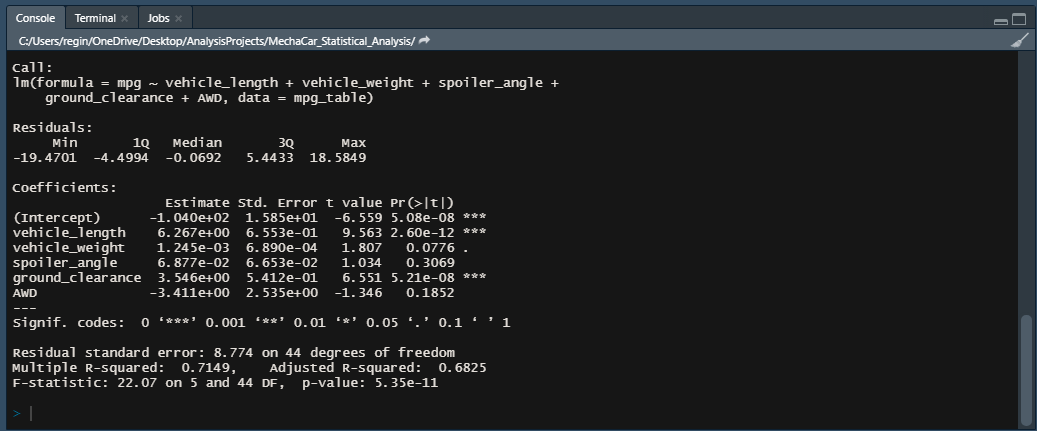 Console Terminal × Jobs ×
C:/Users/regin/OneDrive/Desktop/AnalysisProjects/MechaCar_Statistical_Analysis/
Call:
lm(formula = mpg ~ vehicle_length + vehicle_weight + spoiler_angle +
    ground_clearance + AWD, data = mpg_table)
Residuals:
     Min       1Q   Median       3Q      Max
-19.4701  -4.4994  -0.0692   5.4433  18.5849
Coefficients:
                   Estimate Std. Error t value Pr(>|t|)
(Intercept)      -1.040e+02  1.585e+01  -6.559 5.08e-08 ***
vehicle_length    6.267e+00  6.553e-01   9.563 2.60e-12 ***
vehicle_weight    1.245e-03  6.890e-04   1.807   0.0776 .
spoiler_angle     6.877e-02  6.653e-02   1.034   0.3069
ground_clearance  3.546e+00  5.412e-01   6.551 5.21e-08 ***
AWD              -3.411e+00  2.535e+00  -1.346   0.1852
---
Signif. codes:  0 ‘***’ 0.001 ‘**’ 0.01 ‘*’ 0.05 ‘.’ 0.1 ‘ ’ 1
Residual standard error: 8.774 on 44 degrees of freedom
Multiple R-squared:  0.7149,    Adjusted R-squared:  0.6825
F-statistic: 22.07 on 5 and 44 DF,  p-value: 5.35e-11
>